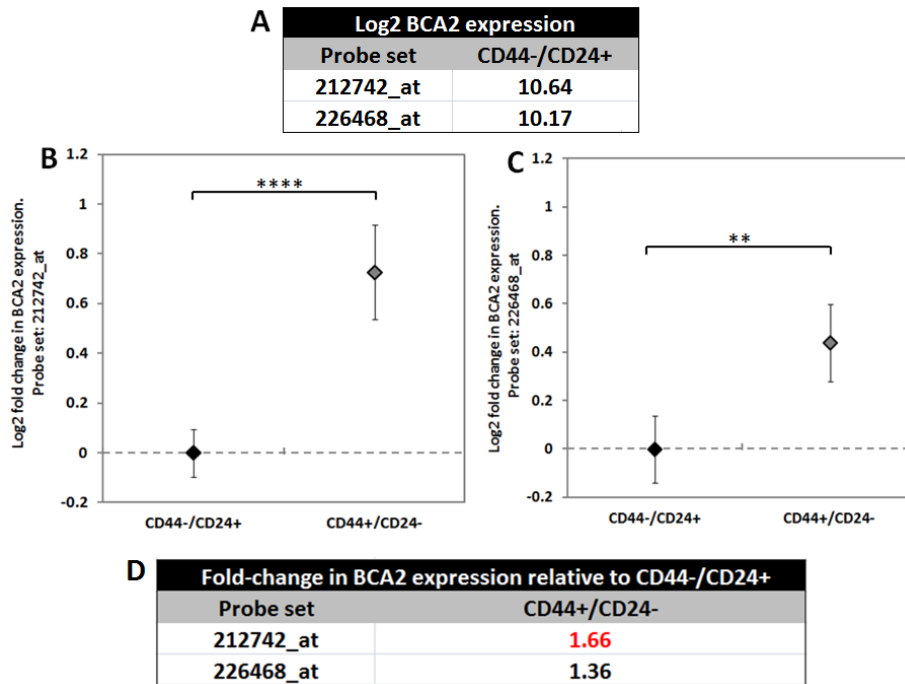 A
Log2 BCA2 expression
Probe set CD44-/CD24+
212742_at 10.64
226468_at 10.17
B
Log2 fold change in BCA2 expression.
Probe set: 212742_at
1.2
1
0.8
0.6
0.4
0.2
0
-0.2
****
CD44-/CD24+ CD44+/CD24-
C
Log2 fold change in BCA2 expression.
Probe set: 226468_at
1.2
1
0.8
0.6
0.4
0.2
0
-0.2
**
CD44-/CD24+ CD44+/CD24-
D
Fold-change in BCA2 expression relative to CD44-/CD24+
Probe set CD44+/CD24-
212742_at 1.66
226468_at 1.36